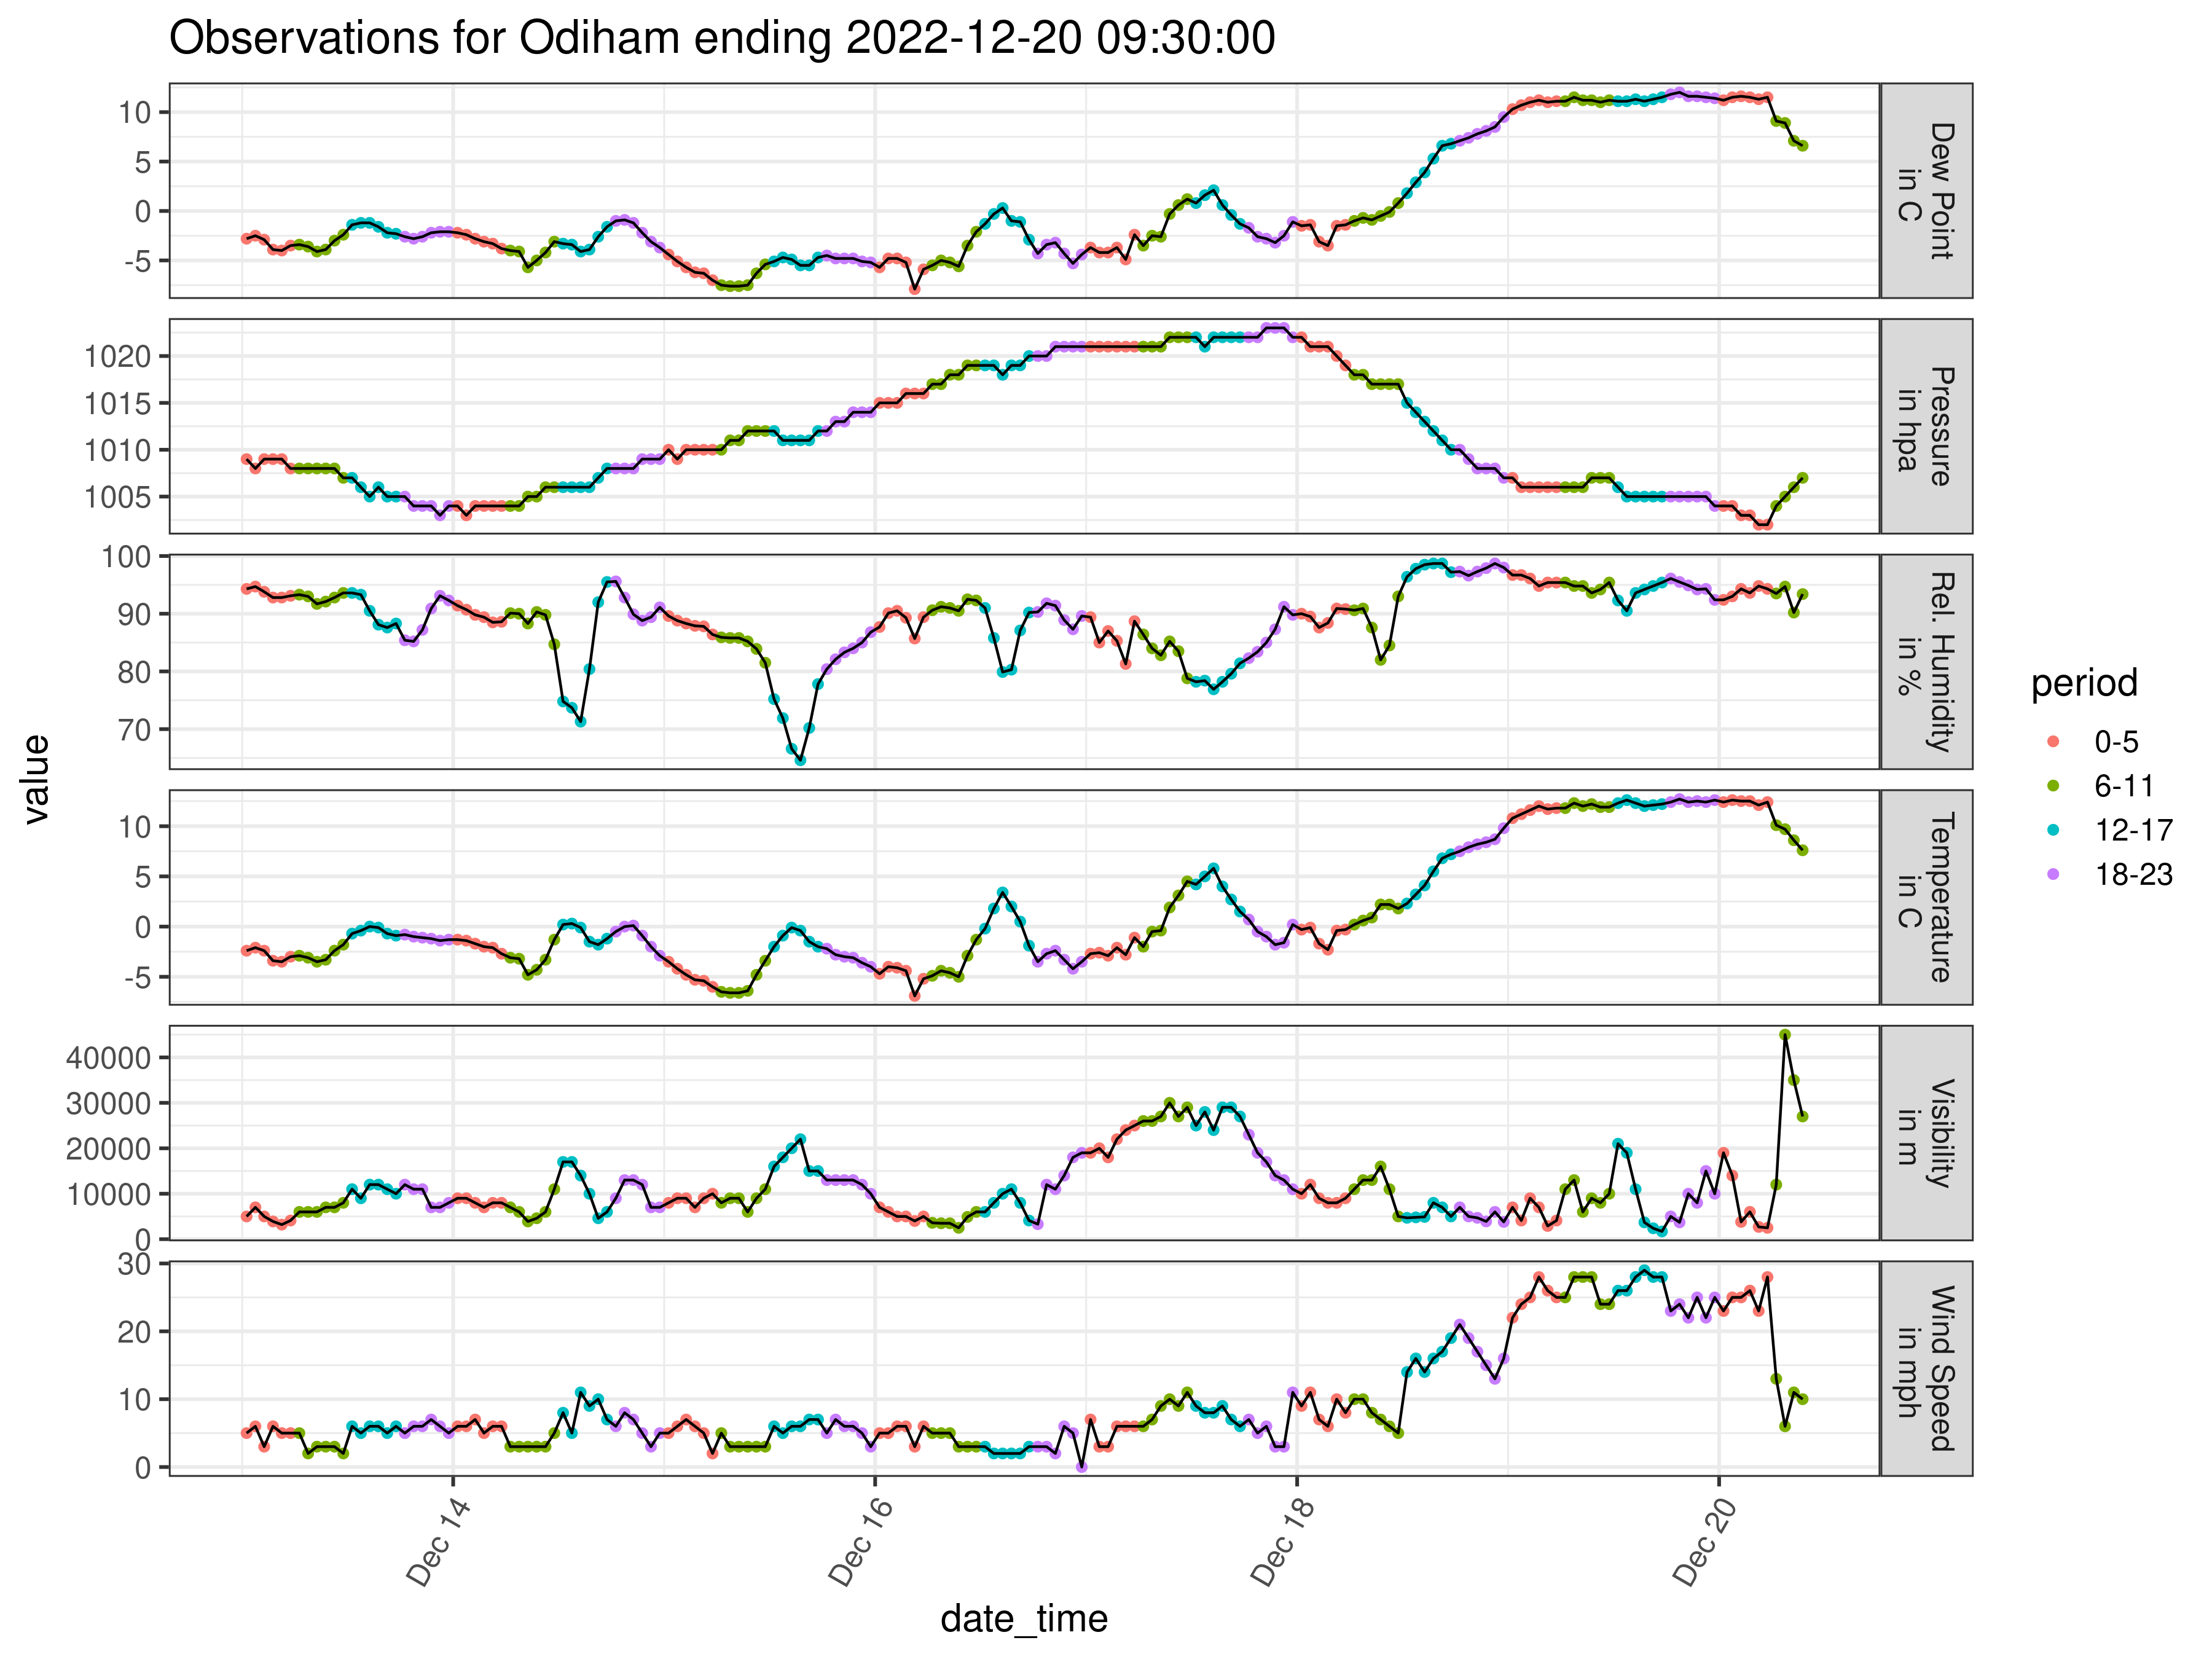 Observations for Odiham ending 2022-12-20 09:30:00
value
10
5
0
-5
Dew Point
in C
1020
1015
1010
1005
Pressure
in hpa
100
90
80
70
Rel. Humidity
in %
10
5
0
-5
Temperature
in C
40000
30000
20000
10000
0
Visibility
in m
30
20
10
0
Wind Speed
in mph
Dec 14
Dec 16
Dec 18
Dec 20
date_time
period
0-5
6-11
12-17
18-23